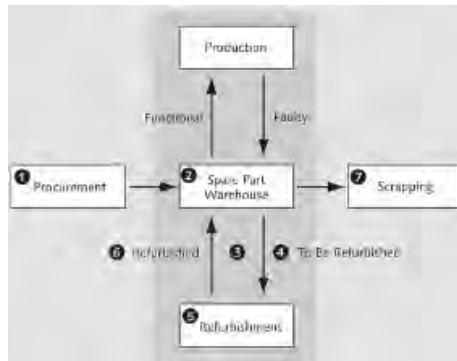 Production
Functional
Faulty
1 Procurement
2 Spare Part
Warehouse
7 Scrapping
6 Refurbished
3
4 To Be Refurbished
5 Refurbishment